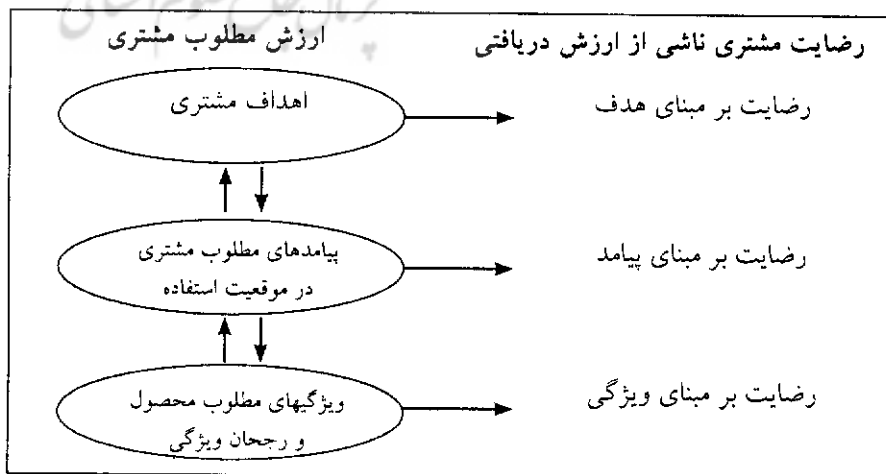 رضایت مشتری ناشی از ارزش دریافتی
ارزش مطلوب مشتری
رضایت بر مبنای هدف
اهداف مشتری
رضایت بر مبنای پیامد
پیامدهای مطلوب مشتری
در موقعیت استفاده
رضایت بر مبنای ویژگی
ویژگیهای مطلوب محصول
و رجحان ویژگی